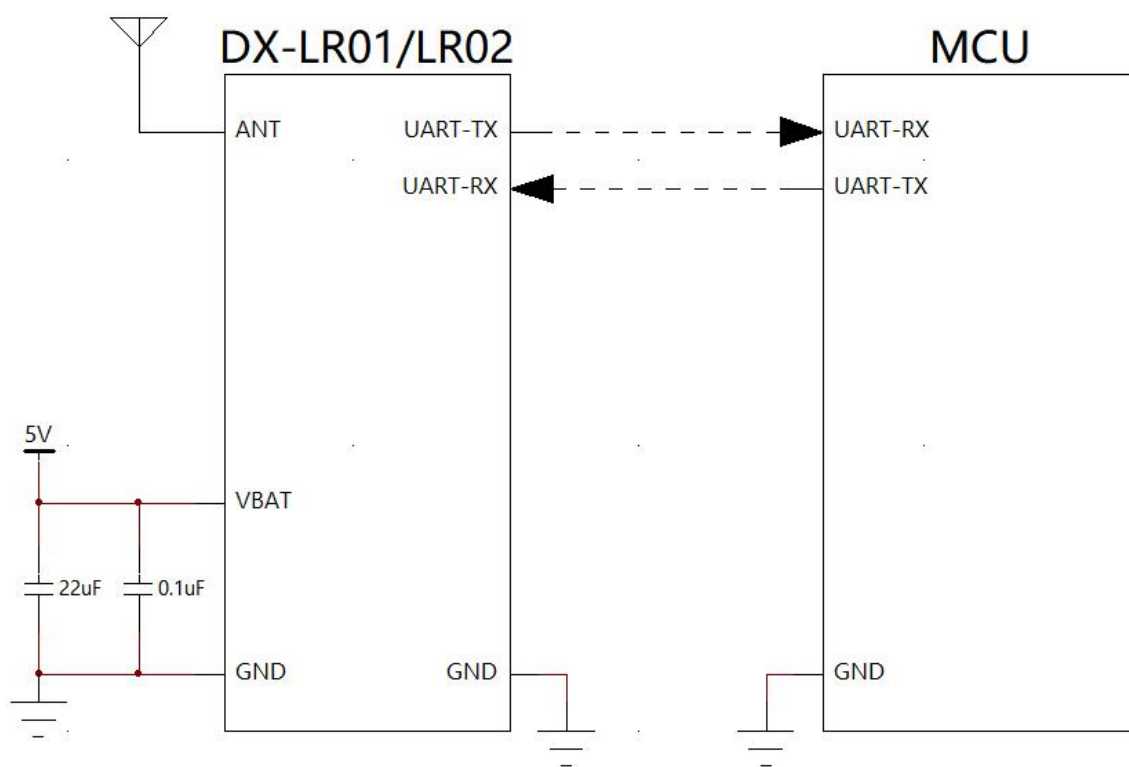 DX-LR01/LR02
MCU
ANT
UART-TX
UART-RX
UART-RX
UART-TX
5V
VBAT
22uF
0.1uF
GND
GND
GND